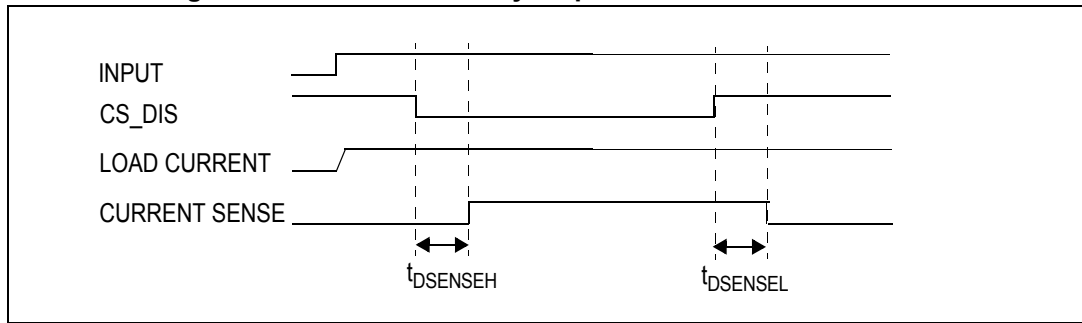 INPUT
CS_DIS
LOAD CURRENT
CURRENT SENSE
tDSENSEH
tDSENSEL